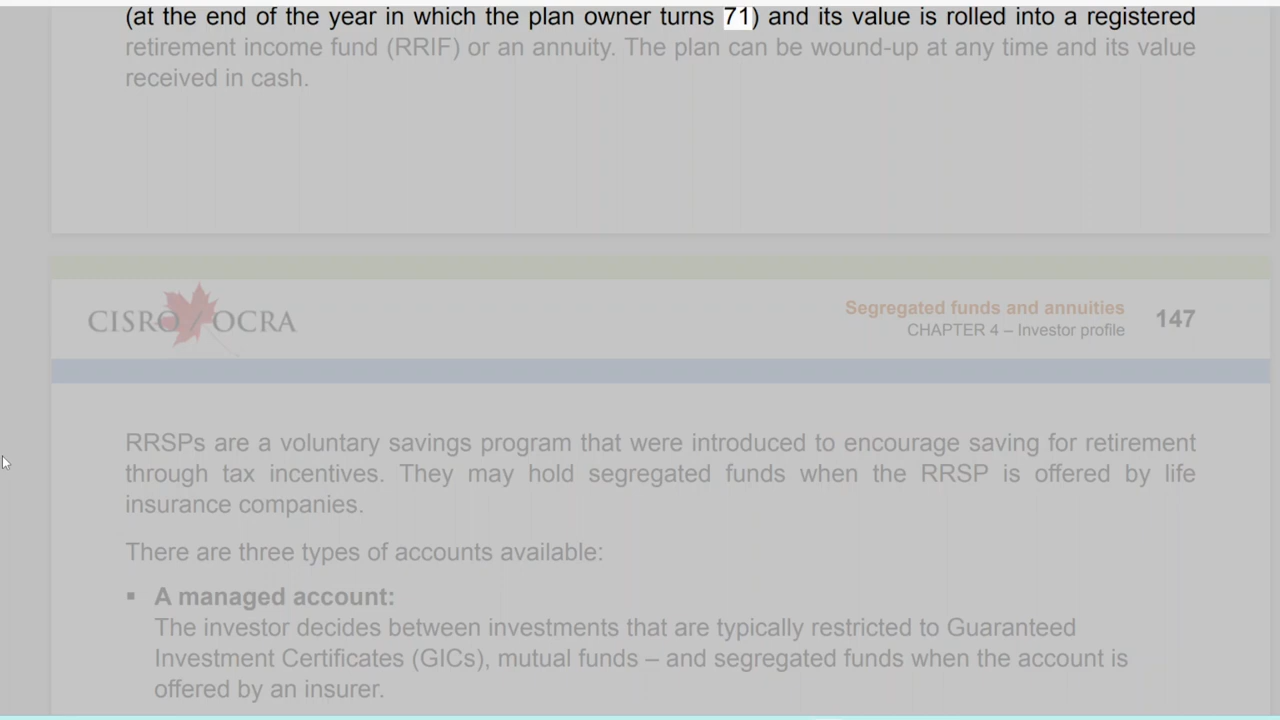 (at the end of the year in which the plan owner turns 71) and its value is rolled into a registered
retirement income fund (RRIF) or an annuity. The plan can be wound-up at any time and its value
received in cash.
CISRO / OCRA
Segregated funds and annuities
CHAPTER 4 – Investor profile
147
RRSPs are a voluntary savings program that were introduced to encourage saving for retirement
through tax incentives. They may hold segregated funds when the RRSP is offered by life
insurance companies.
There are three types of accounts available:
▪ A managed account:
The investor decides between investments that are typically restricted to Guaranteed
Investment Certificates (GICs), mutual funds – and segregated funds when the account is
offered by an insurer.